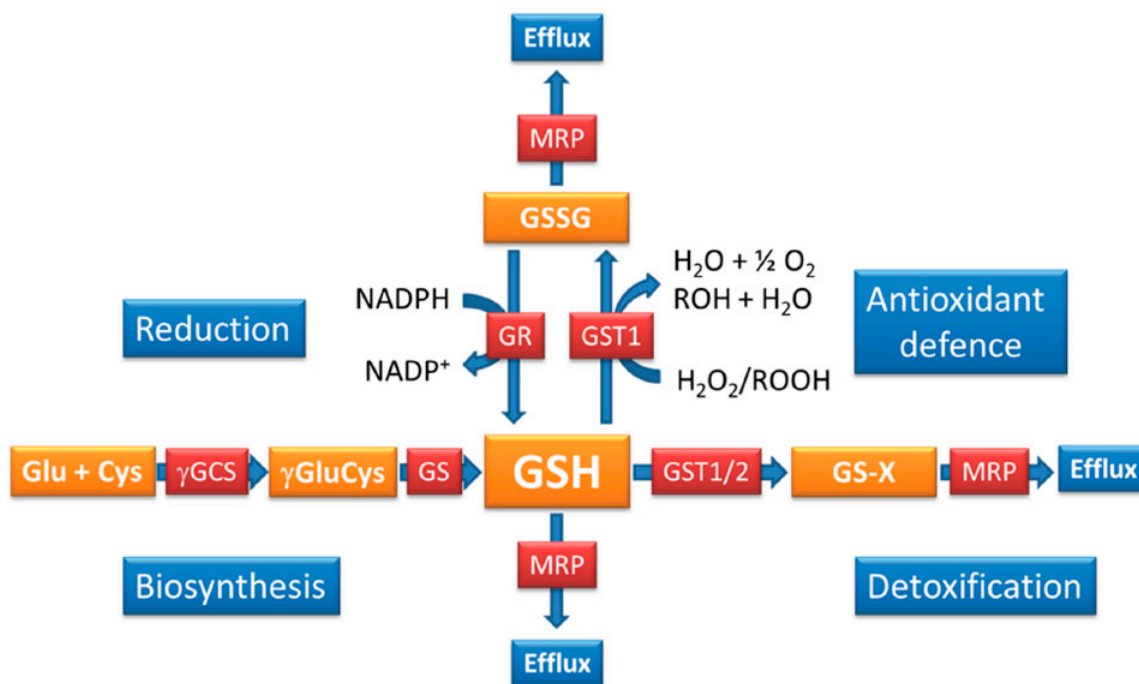 Efflux
MRP
GSSG
H₂O + ½ O₂
NADPH
ROH + H₂O
Reduction
GR
GST1
Antioxidant
defence
NADP⁺
H₂O₂/ROOH
Glu + Cys
γGCS
γGluCys
GS
GSH
GST1/2
GS-X
MRP
Efflux
MRP
Biosynthesis
Detoxification
Efflux